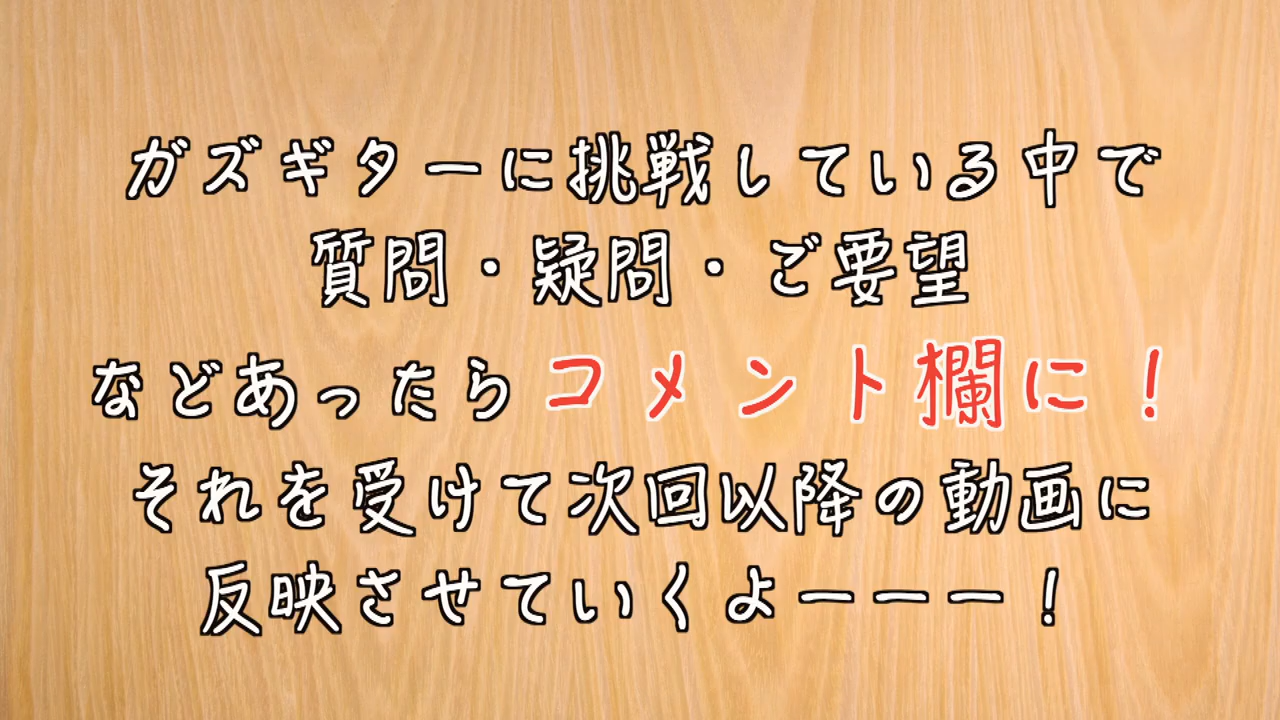 ガズギターに挑戦している中で
質問・疑問・ご要望
などあったらコメント欄に！
それを受けて次回以降の動画に
反映させていくよーーー！